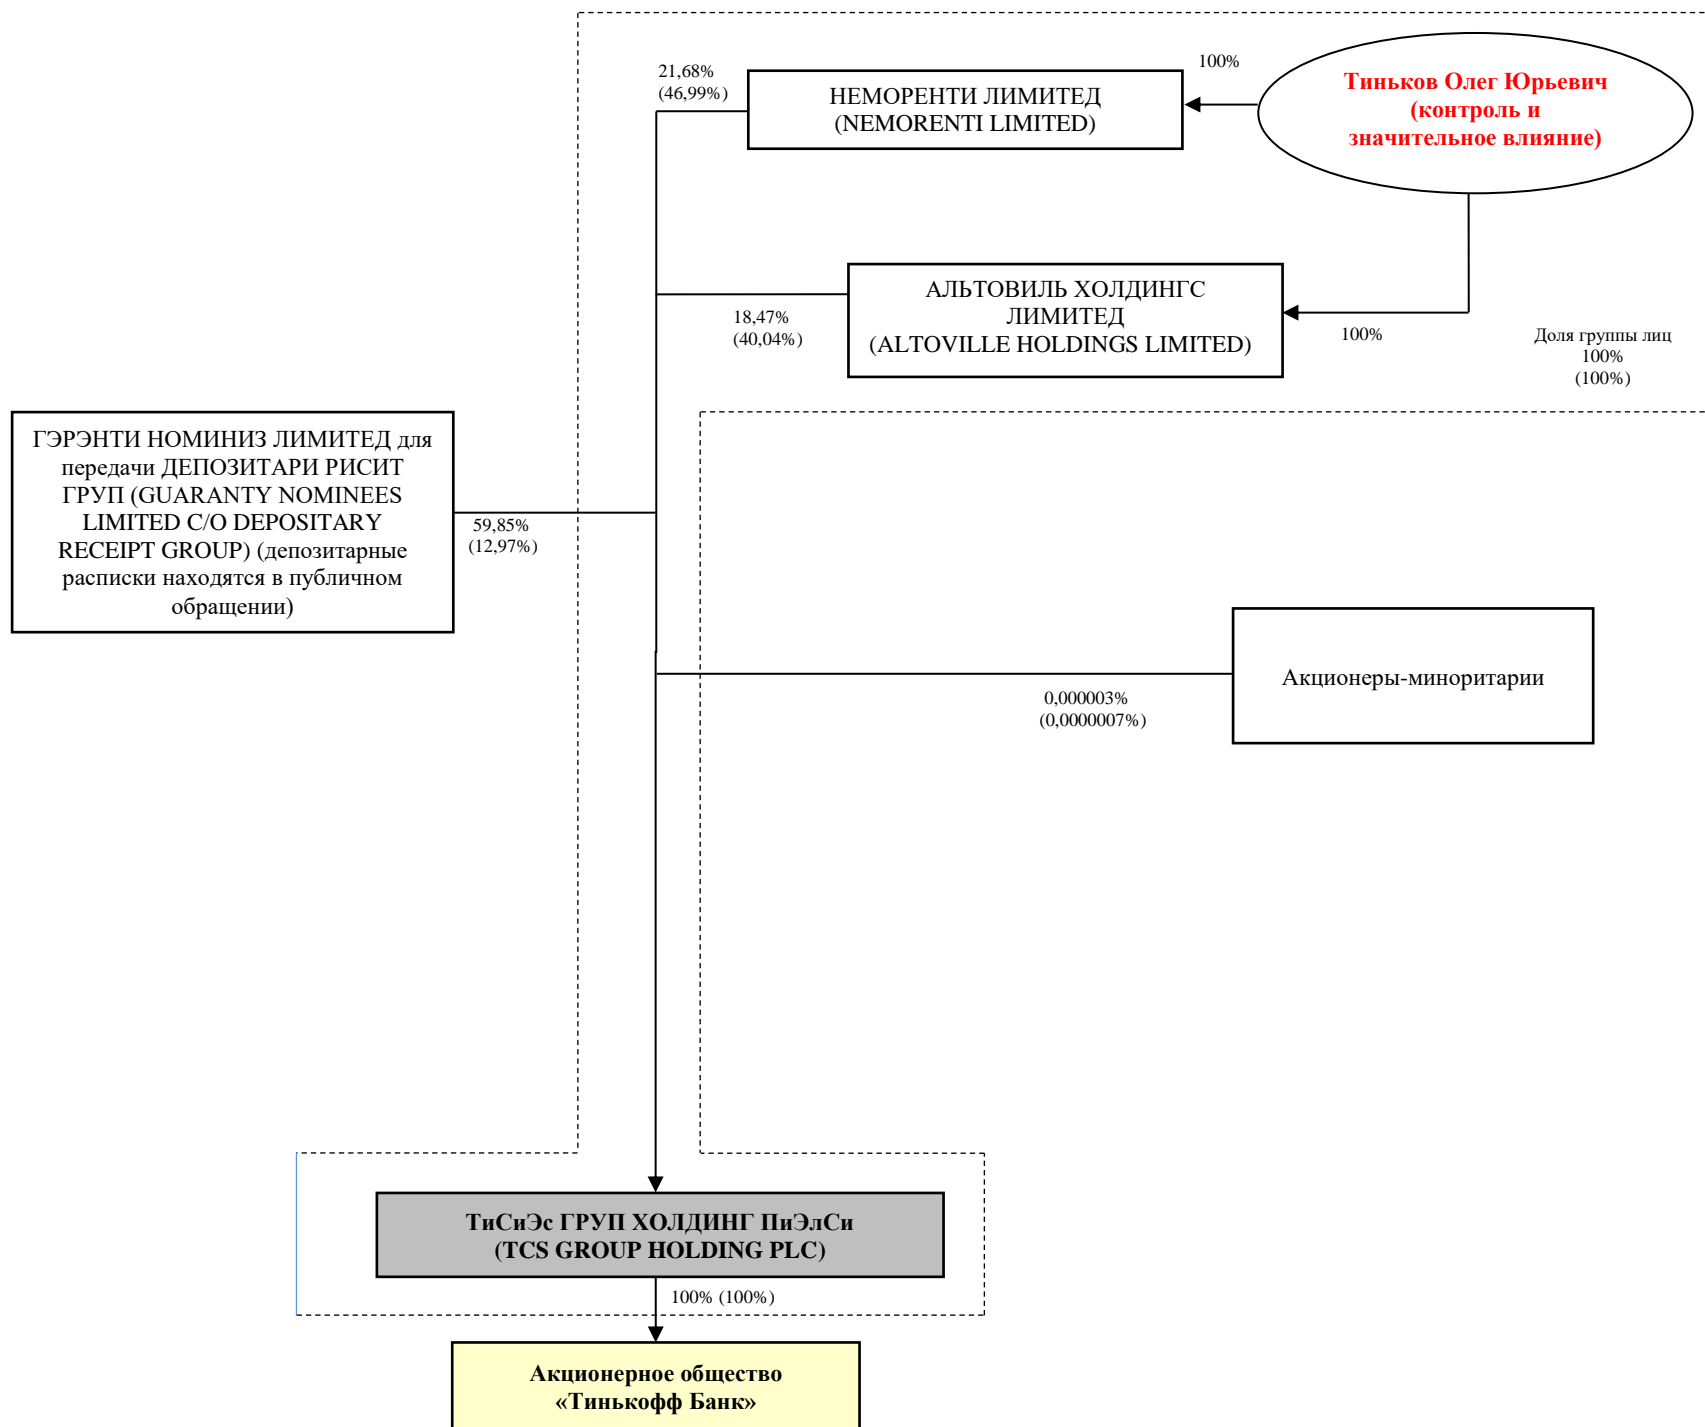 21,68%
(46,99%)
НЕМОРЕНТИ ЛИМИТЕД
(NEMORENTI LIMITED)
100%
Тиньков Олег Юрьевич
(контроль и
значительное влияние)
18,47%
(40,04%)
АЛЬТОВИЛЬ ХОЛДИНГС
ЛИМИТЕД
(ALTOVILLE HOLDINGS LIMITED)
100%
Доля группы лиц
100%
(100%)
ГЭРЭНТИ НОМИНИЗ ЛИМИТЕД для
передачи ДЕПОЗИТАРИ РИСИТ
ГРУП (GUARANTY NOMINEES
LIMITED C/O DEPOSITARY
RECEIPT GROUP) (депозитарные
расписки находятся в публичном
обращении)
59,85%
(12,97%)
Акционеры-миноритарии
0,000003%
(0,0000007%)
ТиСиЭс ГРУП ХОЛДИНГ ПиЭлСи
(TCS GROUP HOLDING PLC)
100% (100%)
Акционерное общество
«Тинькофф Банк»